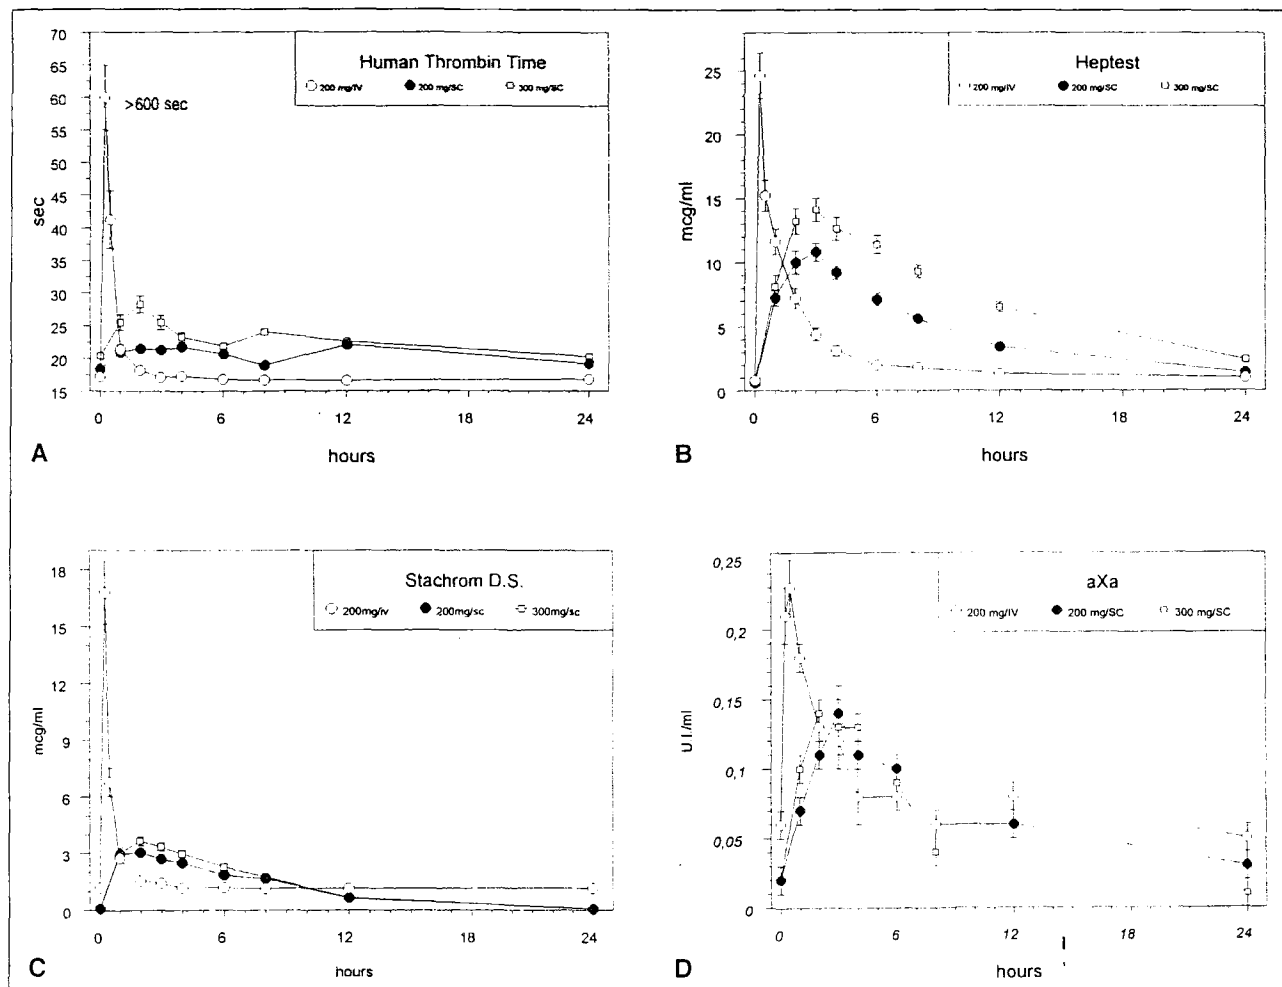 Human Thrombin Time
200 mg/IV 200 mg/SC 300 mg/SC
>600 sec
70
65
60
55
50
45
40
35
30
25
20
15
sec
0 6 12 18 24
hours
A
Heptest
200 mg/IV 200 mg/SC 300 mg/SC
25
20
15
10
5
0
mcg/ml
0 6 12 18 24
hours
B
Stachrom D.S.
200mg/iv 200mg/sc 300mg/sc
18
15
12
9
6
3
0
mcg/ml
0 6 12 18 24
hours
C
aXa
200 mg/IV 200 mg/SC 300 mg/SC
0,25
0,2
0,15
0,1
0,05
0
U.I./ml
0 6 12 18 24
hours
D